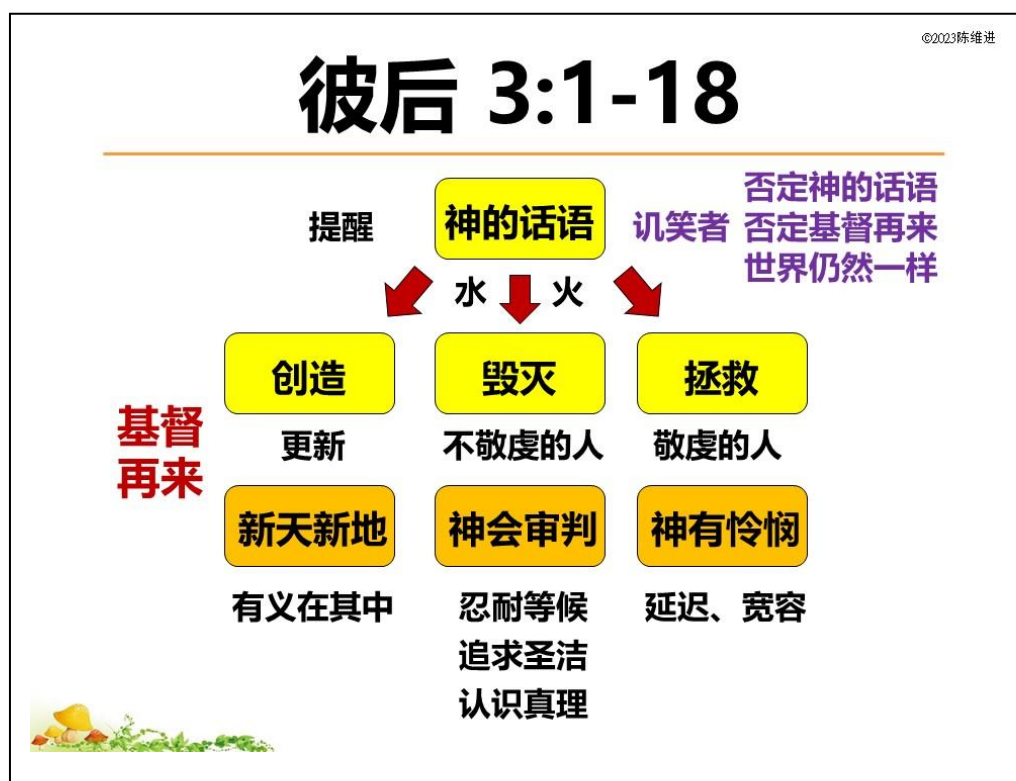 ©2023陈维进
彼后 3:1-18
提醒
神的话语
讥笑者
否定神的话语
否定基督再来
世界仍然一样
水
火
创造
毁灭
拯救
基督
再来
更新
不敬虔的人
敬虔的人
新天新地
神会审判
神有怜悯
有义在其中
忍耐等候
追求圣洁
认识真理
延迟、宽容